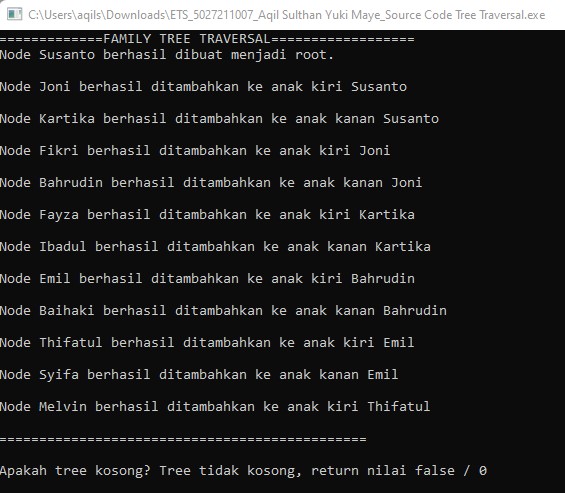 C:\Users\aqils\Downloads\ETS_5027211007_Aqil Sulthan Yuki Maye_Source Code Tree Traversal.exe
=============FAMILY TREE TRAVERSAL==================
Node Susanto berhasil dibuat menjadi root.
Node Joni berhasil ditambahkan ke anak kiri Susanto
Node Kartika berhasil ditambahkan ke anak kanan Susanto
Node Fikri berhasil ditambahkan ke anak kiri Joni
Node Bahrudin berhasil ditambahkan ke anak kanan Joni
Node Fayza berhasil ditambahkan ke anak kiri Kartika
Node Ibadul berhasil ditambahkan ke anak kanan Kartika
Node Emil berhasil ditambahkan ke anak kiri Bahrudin
Node Baihaki berhasil ditambahkan ke anak kanan Bahrudin
Node Thifatul berhasil ditambahkan ke anak kiri Emil
Node Syifa berhasil ditambahkan ke anak kanan Emil
Node Melvin berhasil ditambahkan ke anak kiri Thifatul
==============================================
Apakah tree kosong? Tree tidak kosong, return nilai false / 0